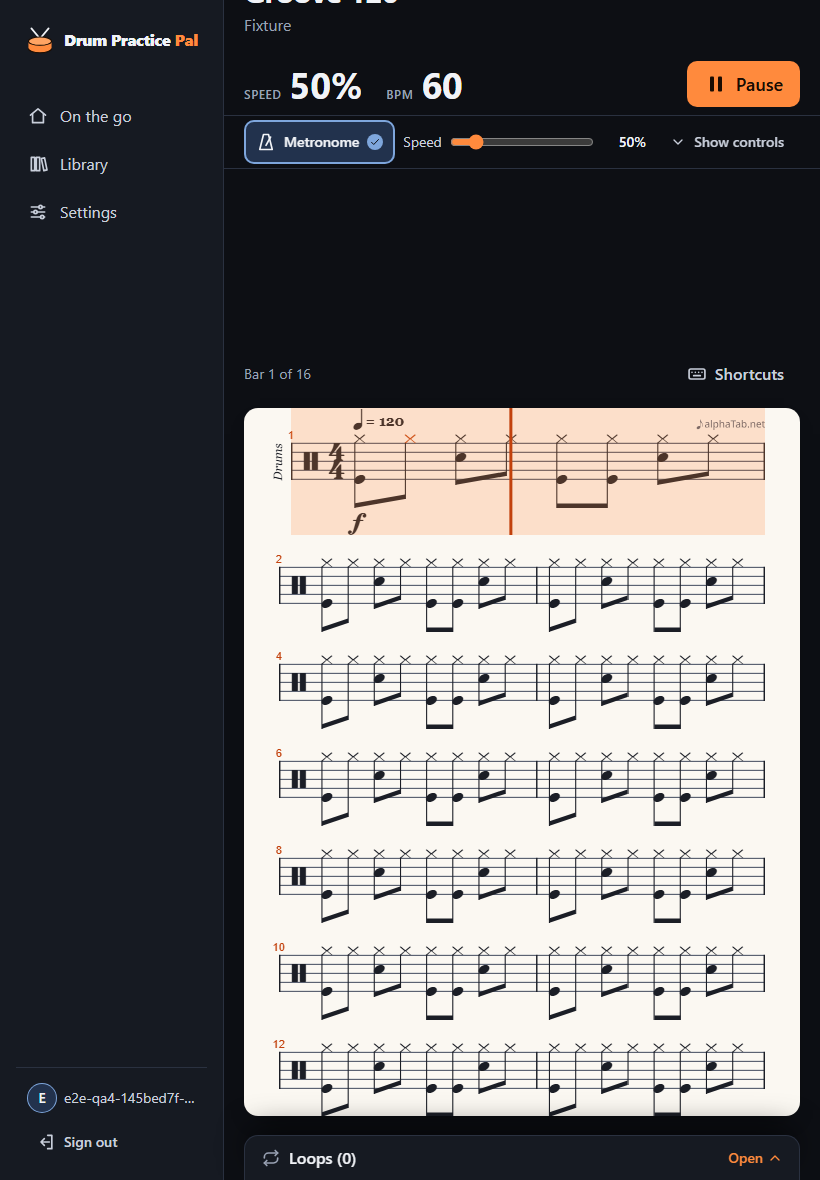 Drum Practice Pal
On the go
Library
Settings
e2e-qa4-145bed7f-...
E
Sign out
Fixture
SPEED 50% BPM 60
Pause
Metronome Speed 50% Show controls
Bar 1 of 16
Shortcuts
= 120
♪alphaTab.net
1
Drums
4
4
f
2
4
6
8
10
12
Loops (0)
Open